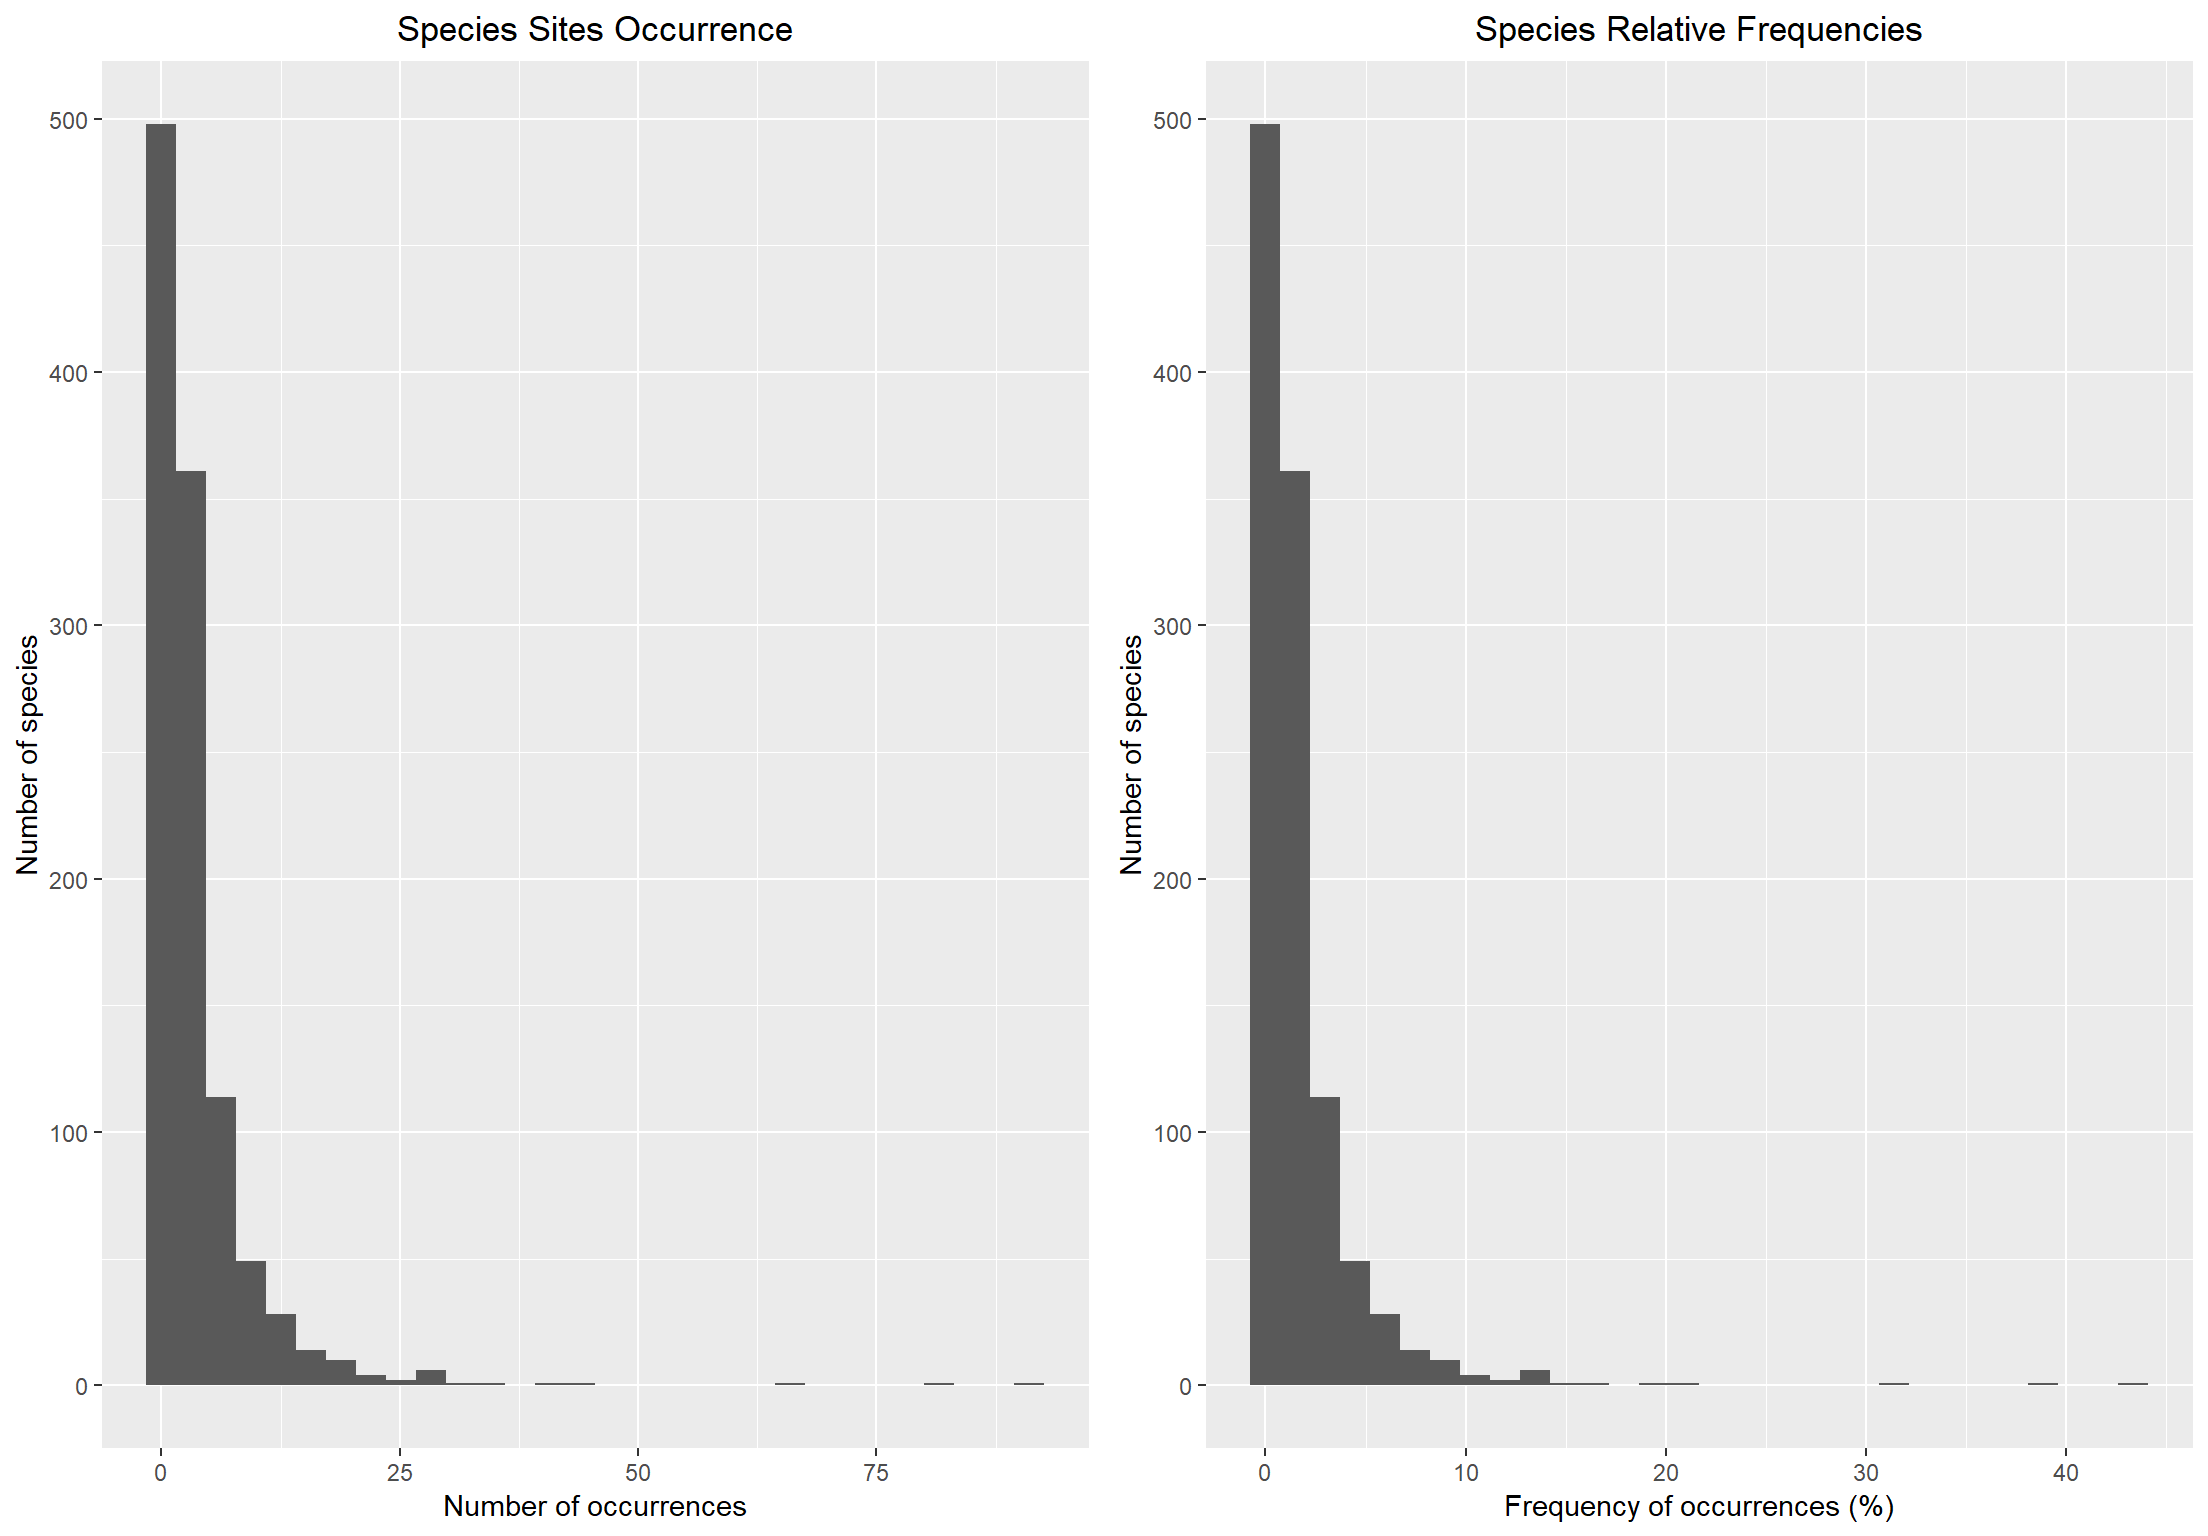 Species Sites Occurrence
Number of species
500
400
300
200
100
0
0 25 50 75
Number of occurrences
Species Relative Frequencies
Number of species
500
400
300
200
100
0
0 10 20 30 40
Frequency of occurrences (%)